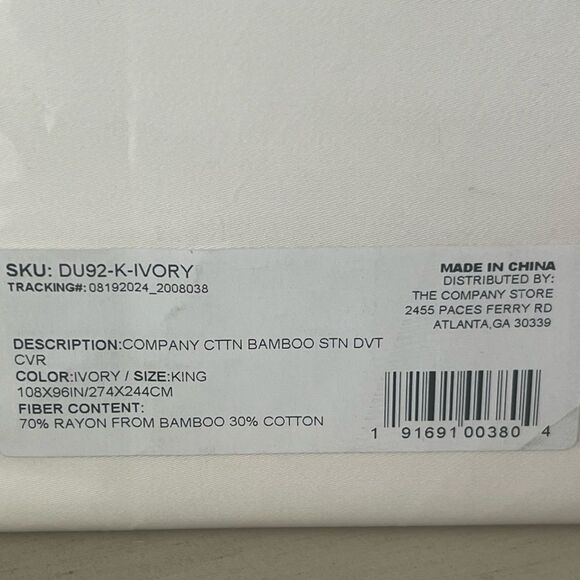 SKU: DU92-K-IVORY
TRACKING#:08192024_2008038
MADE IN CHINA
DISTRIBUTED BY:
THE COMPANY STORE
2455 PACES FERRY RD
ATLANTA,GA 30339
DESCRIPTION:COMPANY CTTN BAMBOO STN DVT
CVR
COLOR:IVORY / SIZE:KING
108X96IN/274X244CM
FIBER CONTENT:
70% RAYON FROM BAMBOO 30% COTTON
1 91691 00380 4